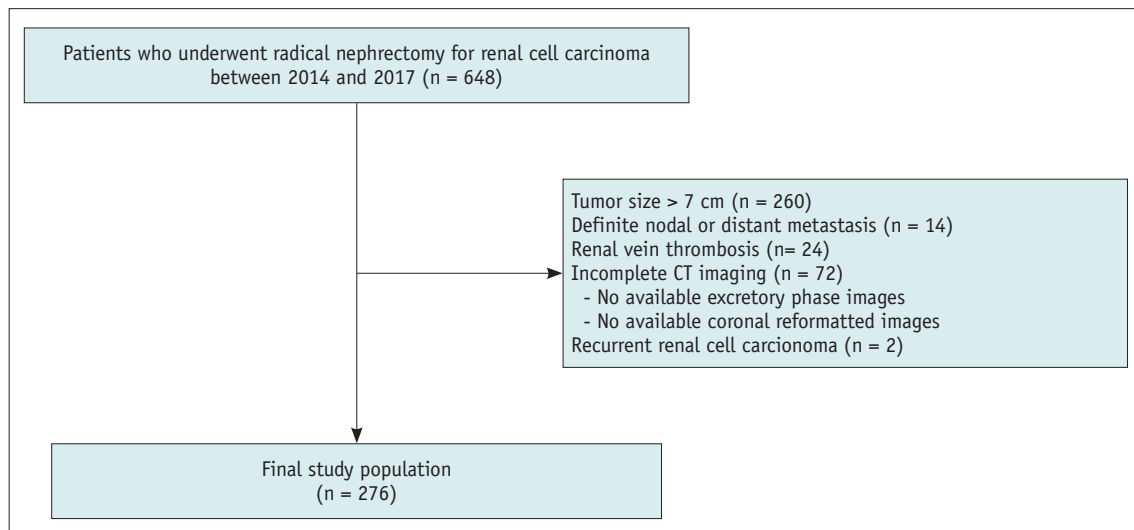 Patients who underwent radical nephrectomy for renal cell carcinoma
between 2014 and 2017 (n = 648)
Tumor size > 7 cm (n = 260)
Definite nodal or distant metastasis (n = 14)
Renal vein thrombosis (n= 24)
Incomplete CT imaging (n = 72)
- No available excretory phase images
- No available coronal reformatted images
Recurrent renal cell carcionoma (n = 2)
Final study population
(n = 276)